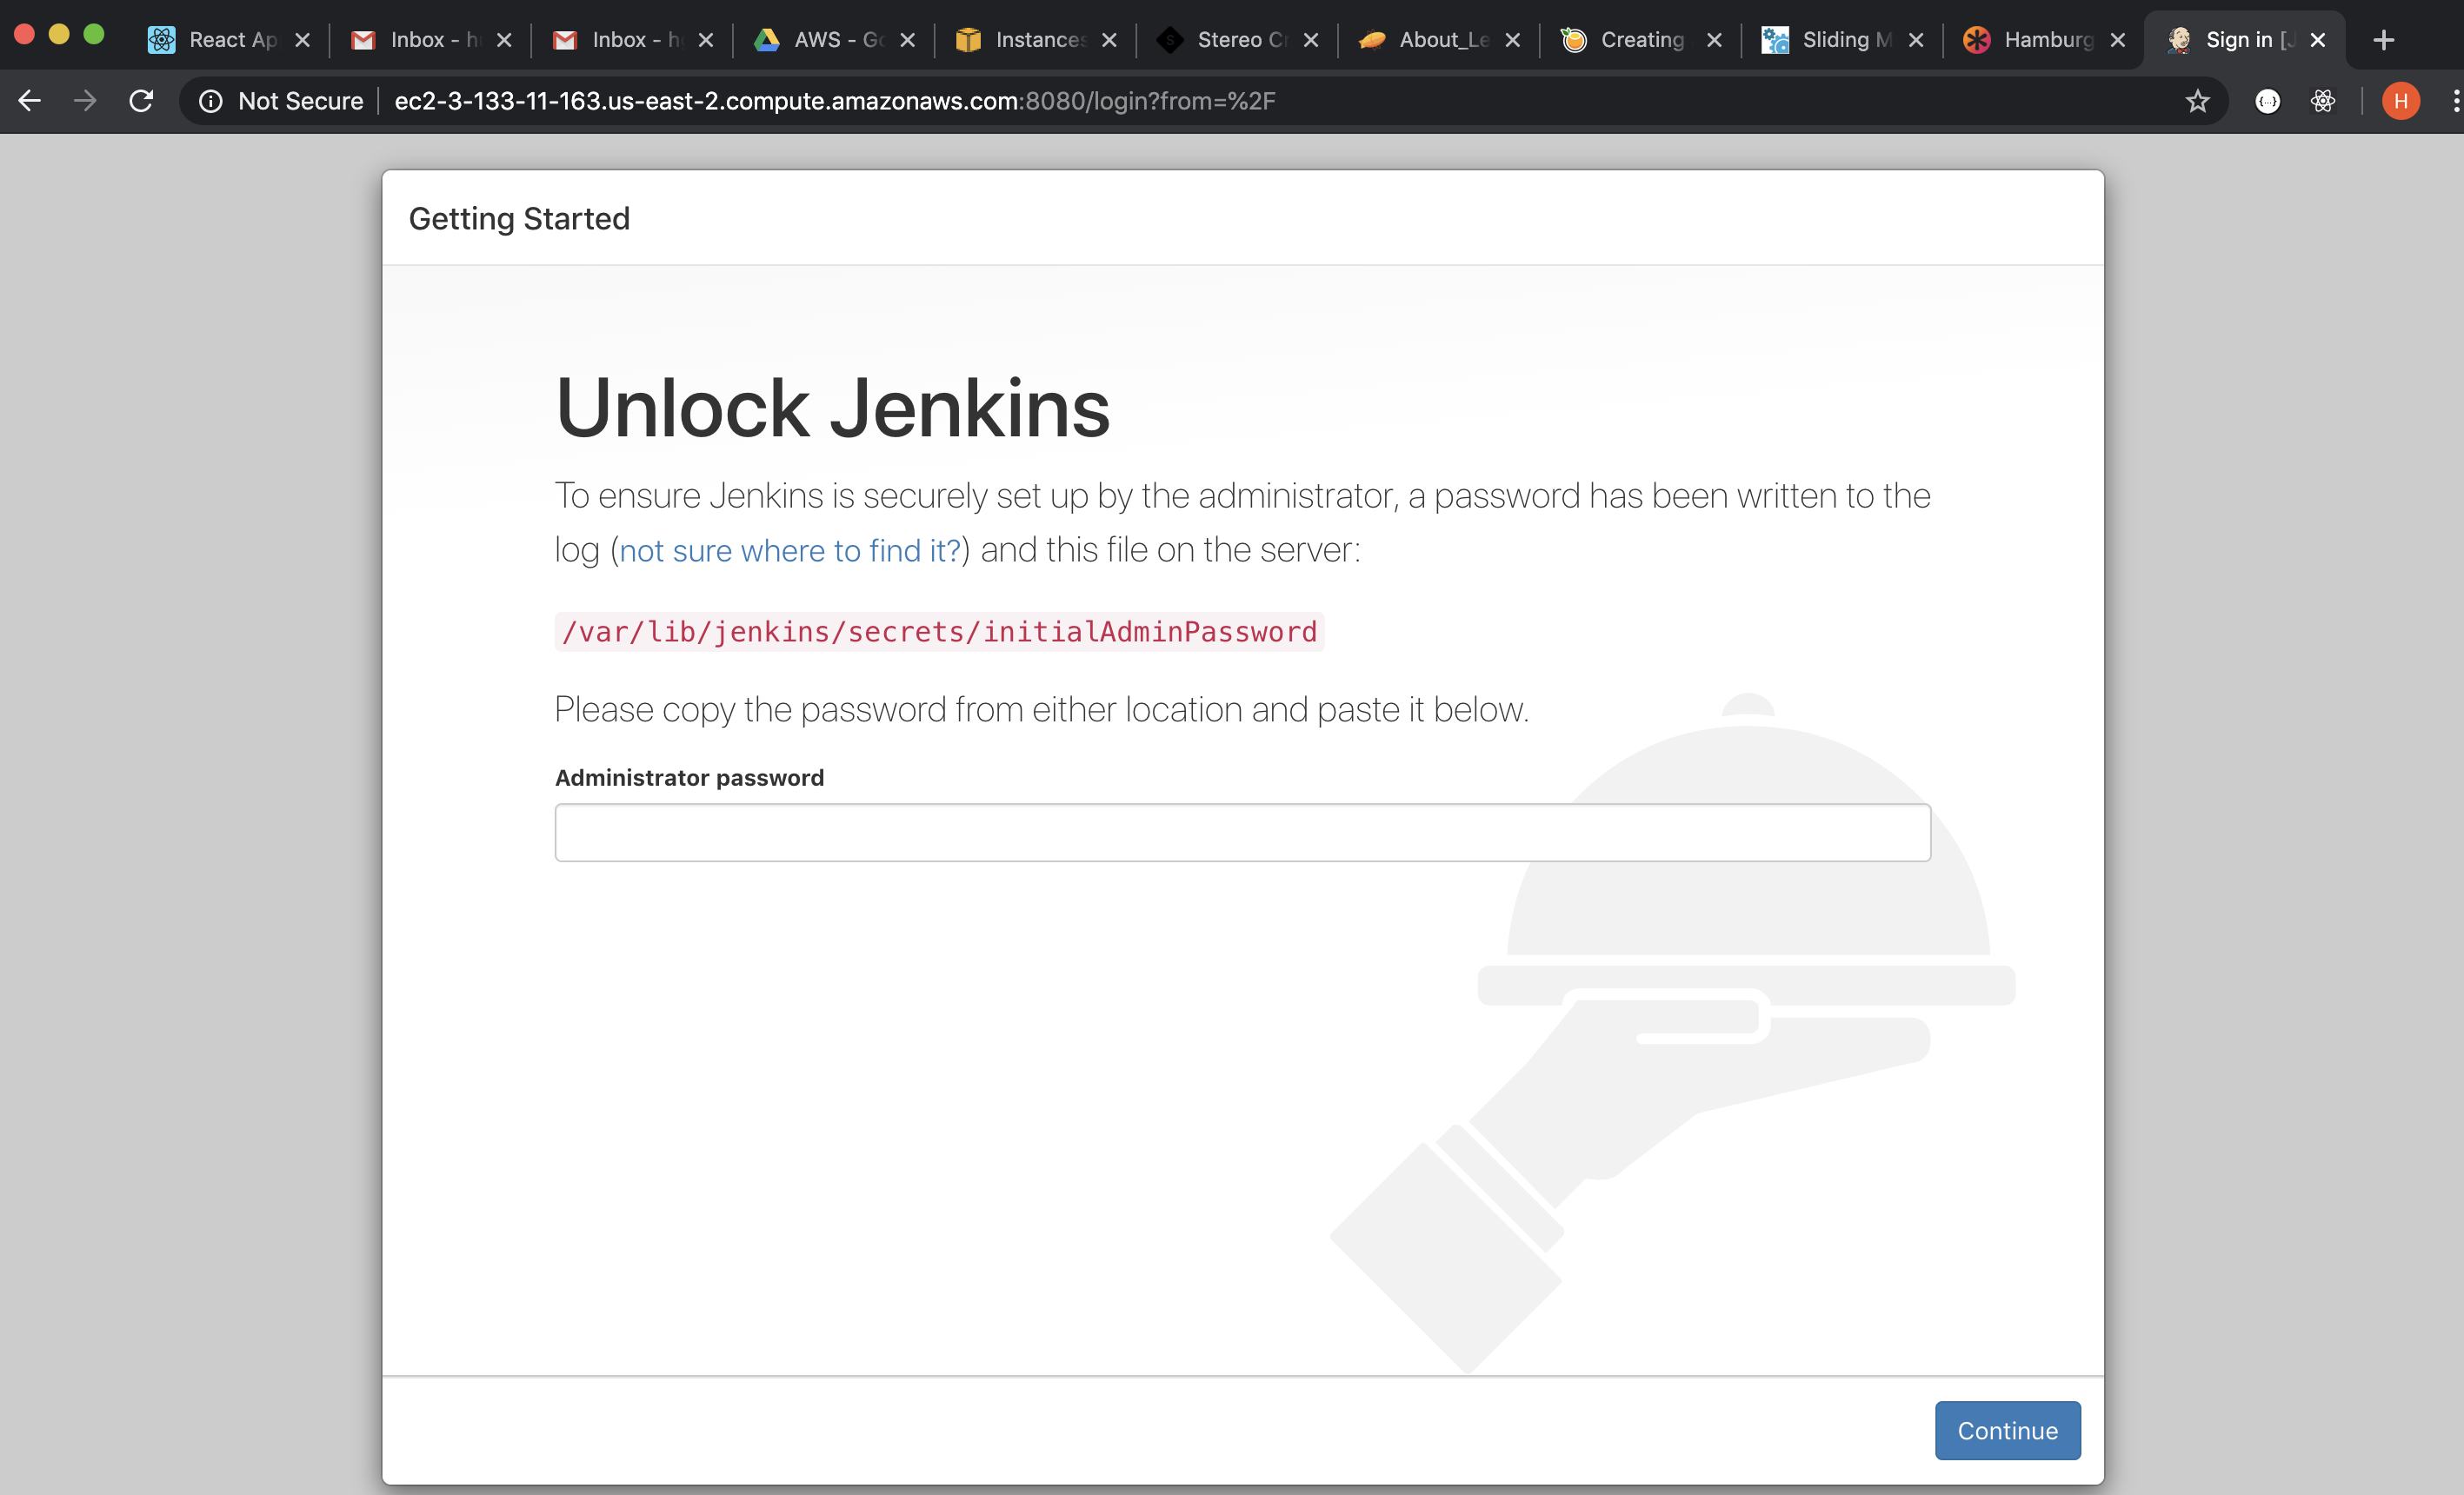 React Ap
Inbox - h
Inbox - h
AWS - Go
Instances
Stereo Cr
About_Le
Creating
Sliding M
Hamburg
Sign in [J
Not Secure
ec2-3-133-11-163.us-east-2.compute.amazonaws.com:8080/login?from=%2F
H
Getting Started
Unlock Jenkins
To ensure Jenkins is securely set up by the administrator, a password has been written to the
log (not sure where to find it?) and this file on the server:
/var/lib/jenkins/secrets/initialAdminPassword
Please copy the password from either location and paste it below.
Administrator password
Continue